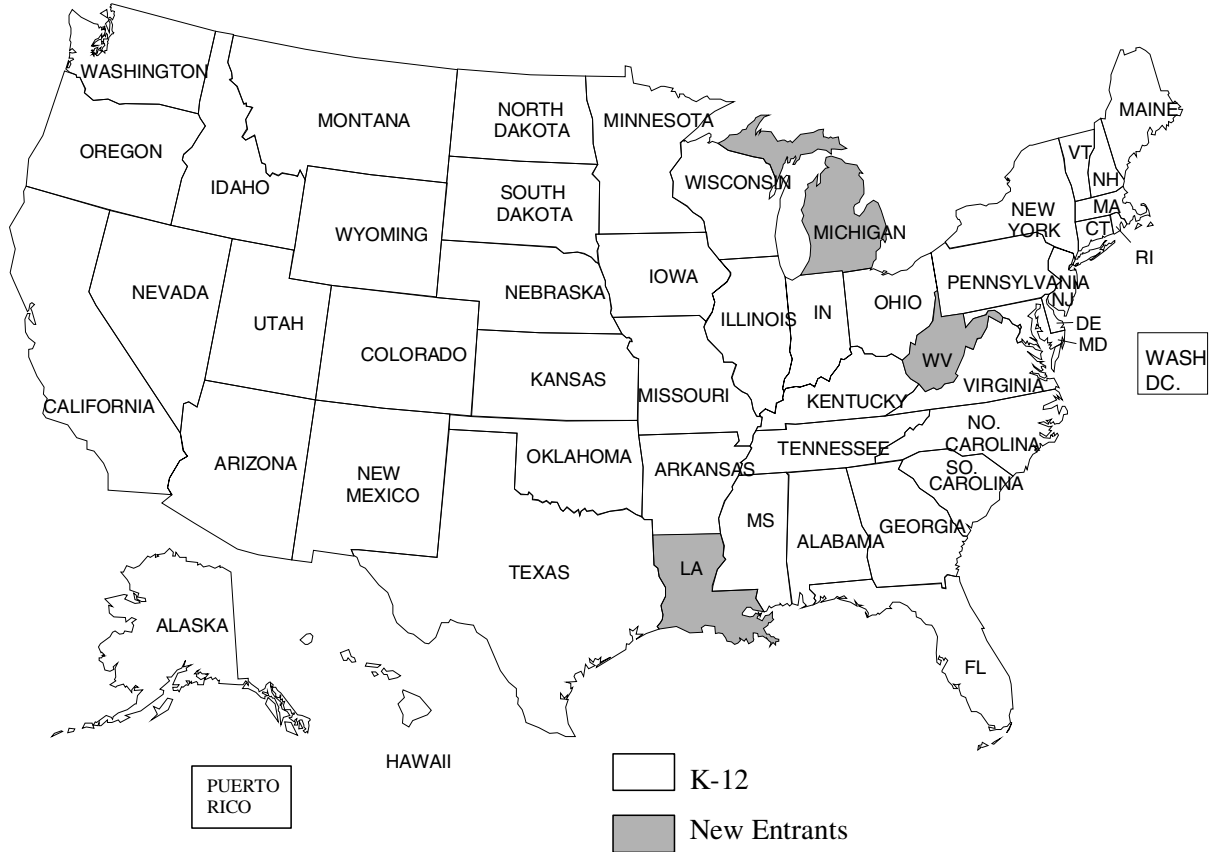 WASHINGTON
MONTANA
NORTH
DAKOTA
MINNESOTA
MAINE
OREGON
IDAHO
SOUTH
DAKOTA
WISCONSIN
VT
NH
WYOMING
MICHIGAN
NEW
YORK
MA
CT
RI
NEVADA
UTAH
COLORADO
NEBRASKA
IOWA
ILLINOIS
IN
OHIO
PENNSYLVANIA
NJ
DE
MD
WASH
DC.
CALIFORNIA
KANSAS
MISSOURI
KENTUCKY
WV
VIRGINIA
ARIZONA
NEW
MEXICO
OKLAHOMA
ARKANSAS
TENNESSEE
NO.
CAROLINA
SO.
CAROLINA
TEXAS
LA
MS
ALABAMA
GEORGIA
FL
ALASKA
HAWAII
PUERTO
RICO
K-12
New Entrants